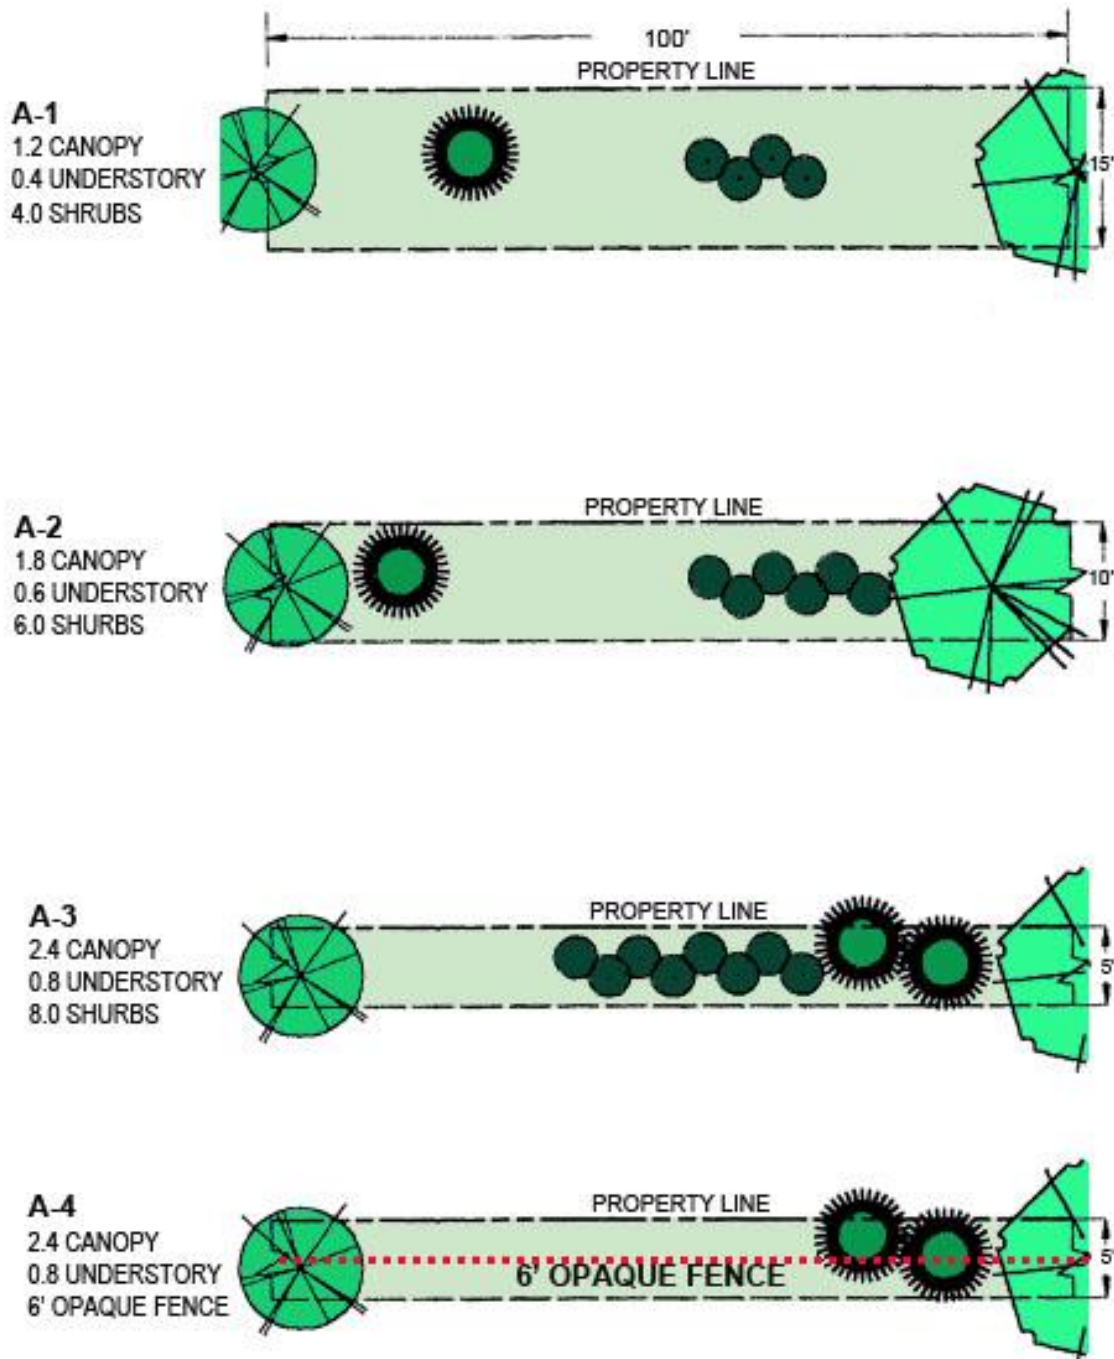 100'
PROPERTY LINE
A-1
1.2 CANOPY
0.4 UNDERSTORY
4.0 SHRUBS
15'
PROPERTY LINE
A-2
1.8 CANOPY
0.6 UNDERSTORY
6.0 SHURBS
10'
PROPERTY LINE
A-3
2.4 CANOPY
0.8 UNDERSTORY
8.0 SHURBS
5'
PROPERTY LINE
A-4
2.4 CANOPY
0.8 UNDERSTORY
6' OPAQUE FENCE
6' OPAQUE FENCE
5'